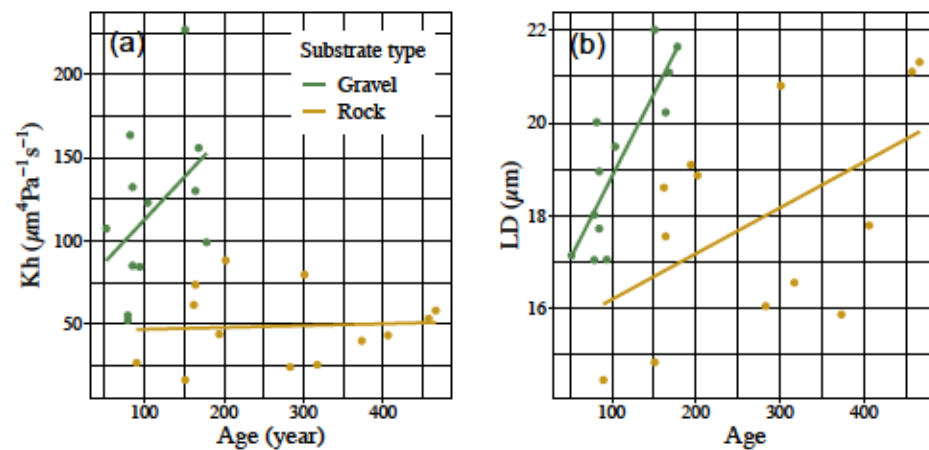 (a)
Substrate type
Gravel
Rock
Kh (μm⁴Pa⁻¹s⁻¹)
200
150
100
50
100 200 300 400
Age (year)
(b)
LD (μm)
22
20
18
16
100 200 300 400
Age